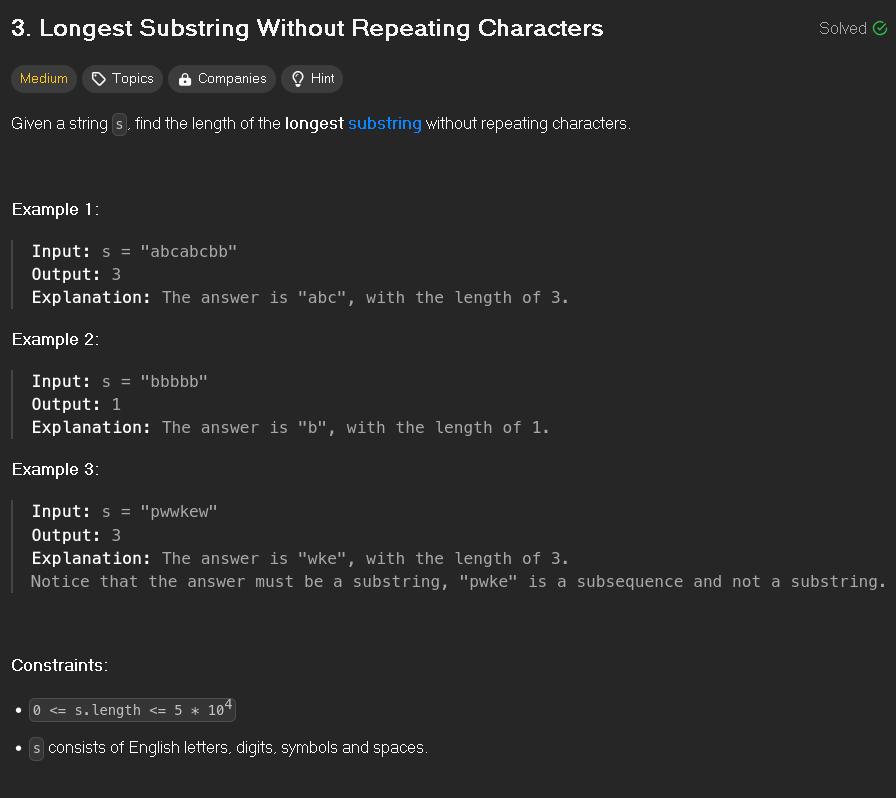 3. Longest Substring Without Repeating Characters
Solved
Medium Topics Companies Hint
Given a string s, find the length of the longest substring without repeating characters.
Example 1:
Input: s = "abcabcbb"
Output: 3
Explanation: The answer is "abc", with the length of 3.
Example 2:
Input: s = "bbbbb"
Output: 1
Explanation: The answer is "b", with the length of 1.
Example 3:
Input: s = "pwwkew"
Output: 3
Explanation: The answer is "wke", with the length of 3.
Notice that the answer must be a substring, "pwke" is a subsequence and not a substring.
Constraints:
• 0 <= s.length <= 5 * 10⁴
• s consists of English letters, digits, symbols and spaces.